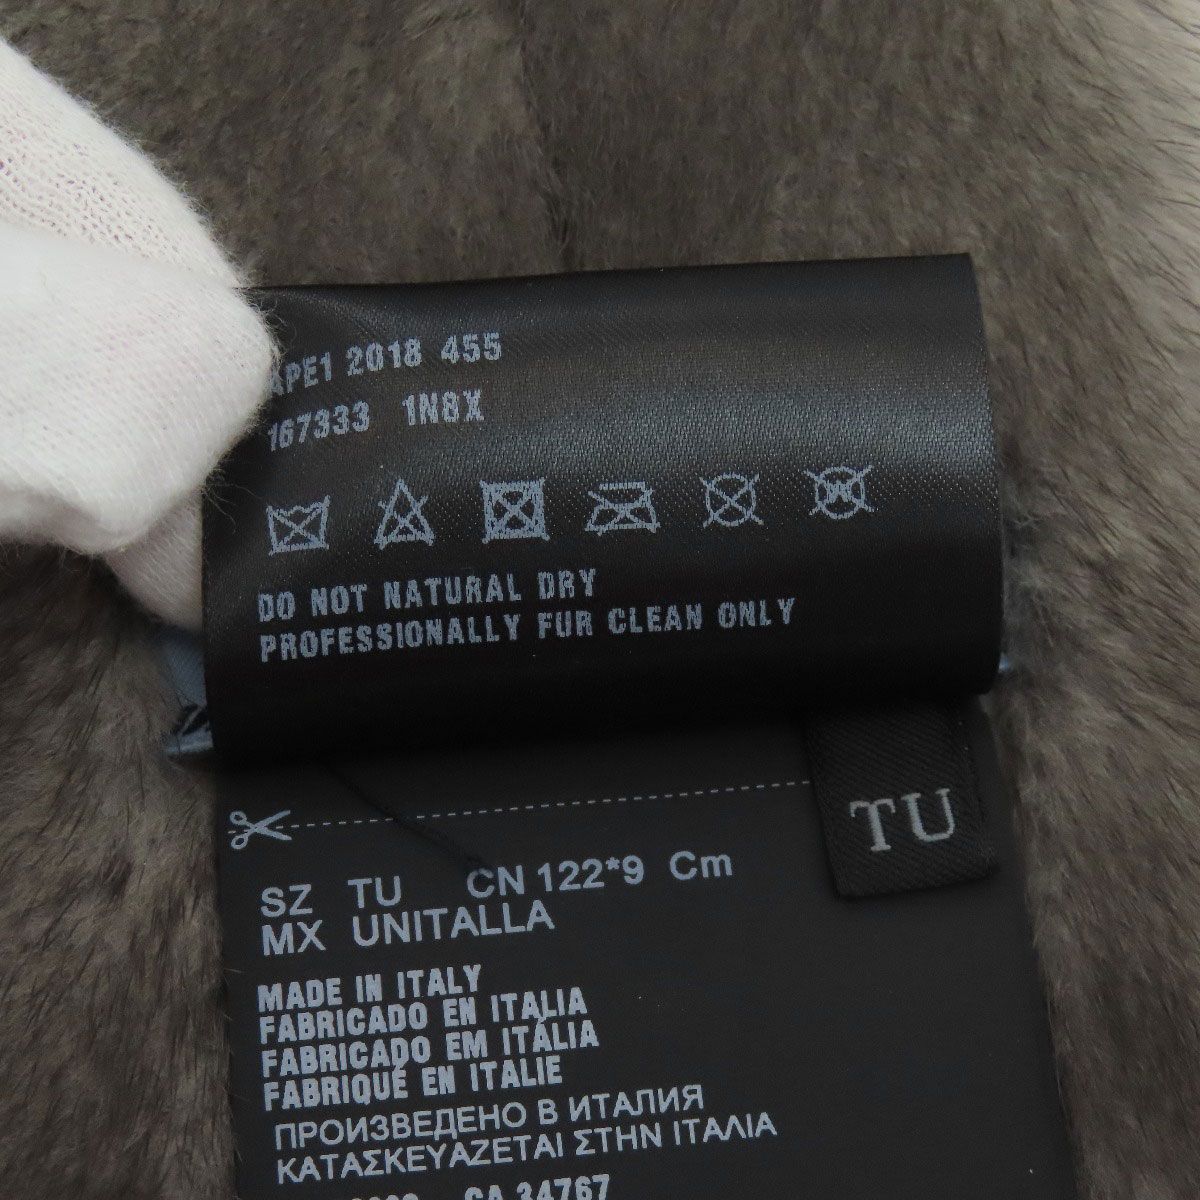 APE1 2018 455
167333 1N8X
W
DO NOT NATURAL DRY
PROFESSIONALLY FUR CLEAN ONLY
TU
SZ TU CN 122*9 Cm
MX UNITALLA
MADE IN ITALY
FABRICADO EN ITALIA
FABRICADO EM ITÁLIA
FABRIQUÉ EN ITALIE
ПРОИЗВЕДЕНО В ИТАЛИЯ
ΚΑΤΑΣΚΕΥΑΖΕΤΑΙ ΣΤΗΝ ΙΤΑΛΙΑ
CA 34767